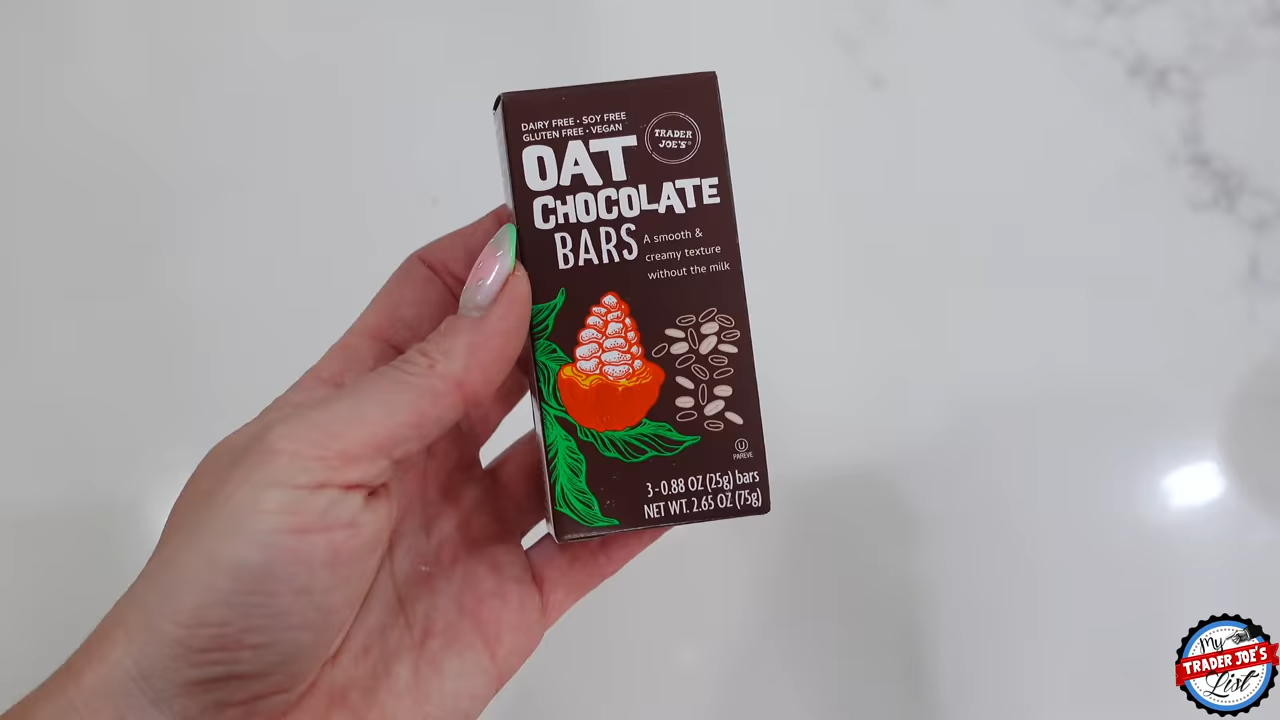 DAIRY FREE • SOY FREE
GLUTEN FREE • VEGAN
TRADER
JOE'S®
OAT
CHOCOLATE
BARS
A smooth &
creamy texture
without the milk
U
PAREVE
3-0.88 OZ (25g) bars
NET WT. 2.65 OZ (75g)
My
TRADER JOE'S
List